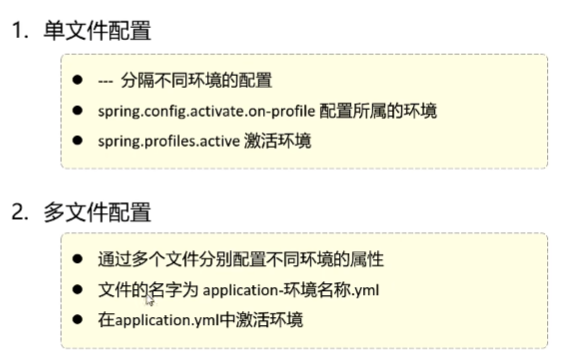 1. 单文件配置
● --- 分隔不同环境的配置
● spring.config.activate.on-profile 配置所属的环境
● spring.profiles.active 激活环境
2. 多文件配置
● 通过多个文件分别配置不同环境的属性
● 文件的名字为 application-环境名称.yml
● 在application.yml中激活环境